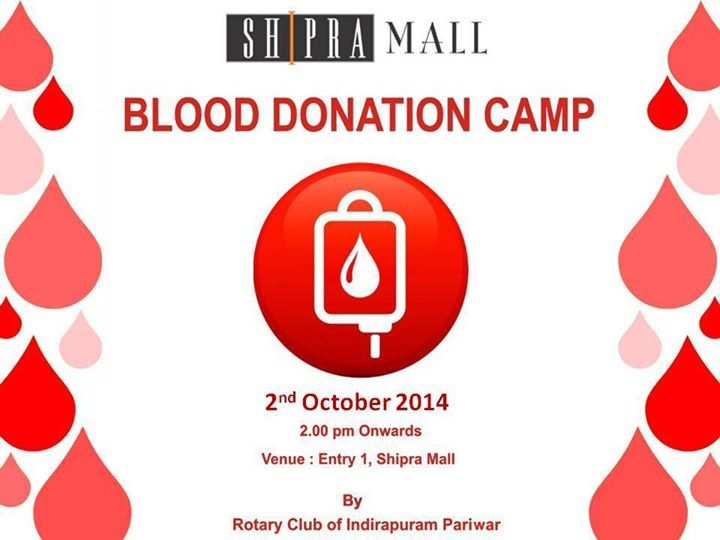 SHIPRA MALL
BLOOD DONATION CAMP
2nd October 2014
2.00 pm Onwards
Venue : Entry 1, Shipra Mall
By
Rotary Club of Indirapuram Pariwar